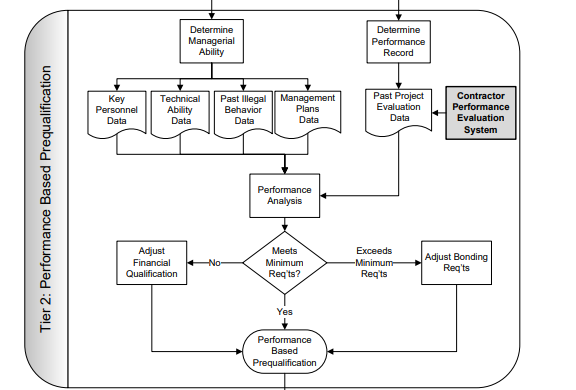 Tier 2: Performance Based Prequalification
Determine
Managerial
Ability
Determine
Performance
Record
Key
Personnel
Data
Technical
Ability
Data
Past Illegal
Behavior
Data
Management
Plans
Data
Past Project
Evaluation
Data
Contractor
Performance
Evaluation
System
Performance
Analysis
Adjust
Financial
Qualification
No
Meets
Minimum
Req'ts?
Exceeds
Minimum
Req'ts
Adjust Bonding
Req'ts
Yes
Performance
Based
Prequalification